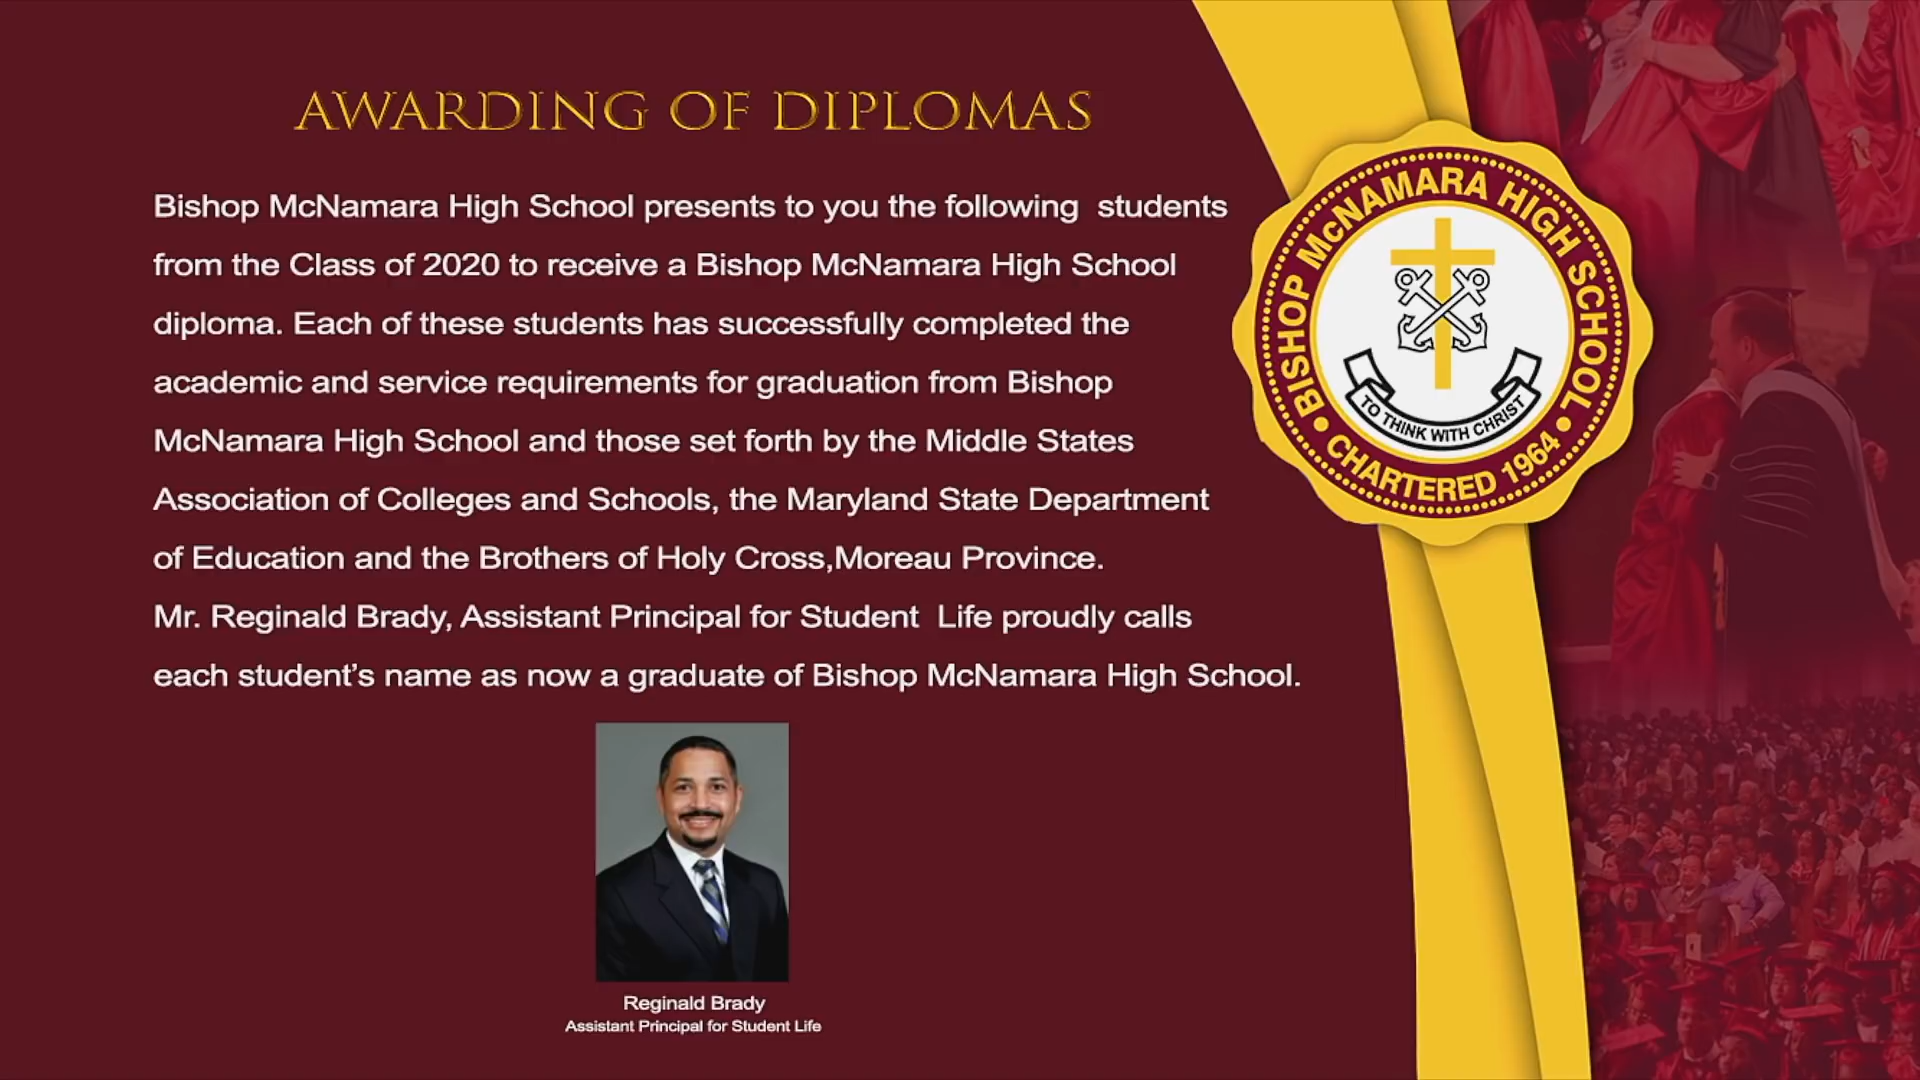 AWARDING OF DIPLOMAS
Bishop McNamara High School presents to you the following  students
from the Class of 2020 to receive a Bishop McNamara High School
diploma. Each of these students has successfully completed the
academic and service requirements for graduation from Bishop
McNamara High School and those set forth by the Middle States
Association of Colleges and Schools, the Maryland State Department
of Education and the Brothers of Holy Cross,Moreau Province.
Mr. Reginald Brady, Assistant Principal for Student  Life proudly calls
each student’s name as now a graduate of Bishop McNamara High School.
Reginald Brady
Assistant Principal for Student Life
BISHOP McNAMARA HIGH SCHOOL
TO THINK WITH CHRIST
• CHARTERED 1964 •